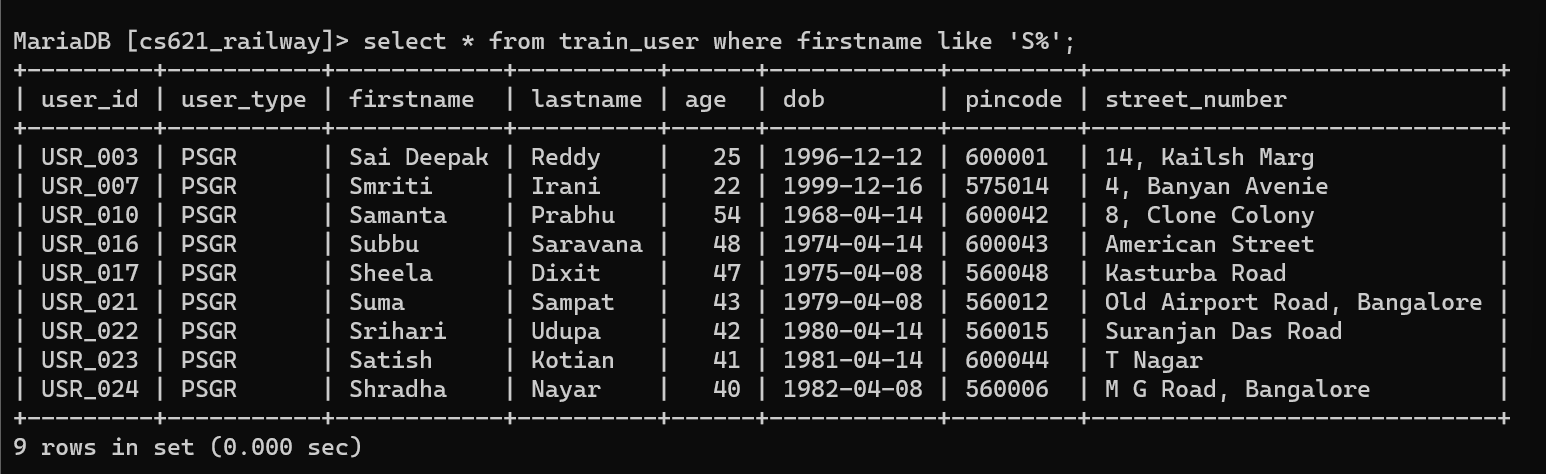 MariaDB [cs621_railway]> select * from train_user where firstname like 'S%';
+----------+-----------+-------------+----------+------+------------+---------+-----------------------------+
| user_id | user_type | firstname  | lastname | age  | dob        | pincode | street_number               |
+----------+-----------+-------------+----------+------+------------+---------+-----------------------------+
| USR_003 | PSGR      | Sai Deepak | Reddy    |   25 | 1996-12-12 | 600001  | 14, Kailsh Marg             |
| USR_007 | PSGR      | Smriti     | Irani    |   22 | 1999-12-16 | 575014  | 4, Banyan Avenie            |
| USR_010 | PSGR      | Samanta    | Prabhu   |   54 | 1968-04-14 | 600042  | 8, Clone Colony             |
| USR_016 | PSGR      | Subbu      | Saravana |   48 | 1974-04-14 | 600043  | American Street             |
| USR_017 | PSGR      | Sheela     | Dixit    |   47 | 1975-04-08 | 560048  | Kasturba Road               |
| USR_021 | PSGR      | Suma       | Sampat   |   43 | 1979-04-08 | 560012  | Old Airport Road, Bangalore |
| USR_022 | PSGR      | Srihari    | Udupa    |   42 | 1980-04-14 | 560015  | Suranjan Das Road           |
| USR_023 | PSGR      | Satish     | Kotian   |   41 | 1981-04-14 | 600044  | T Nagar                     |
| USR_024 | PSGR      | Shradha    | Nayar    |   40 | 1982-04-08 | 560006  | M G Road, Bangalore         |
+----------+-----------+-------------+----------+------+------------+---------+-----------------------------+
9 rows in set (0.000 sec)